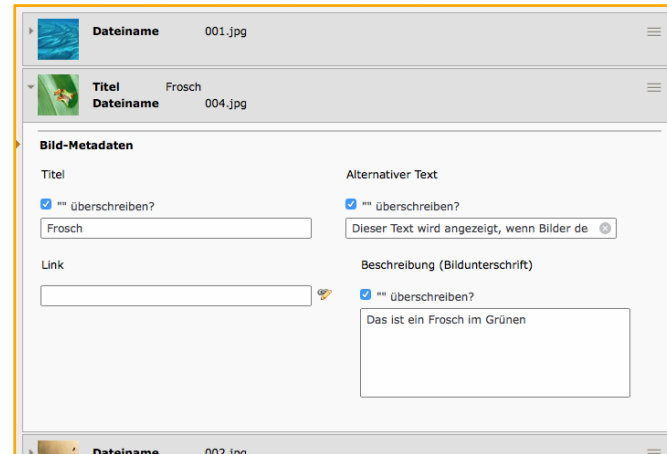 Dateiname 001.jpg
Titel Frosch
Dateiname 004.jpg
Bild-Metadaten
Titel
Alternativer Text
"" überschreiben?
"" überschreiben?
Frosch
Dieser Text wird angezeigt, wenn Bilder de
Link
Beschreibung (Bildunterschrift)
"" überschreiben?
Das ist ein Frosch im Grünen
Dateiname 002.jpg